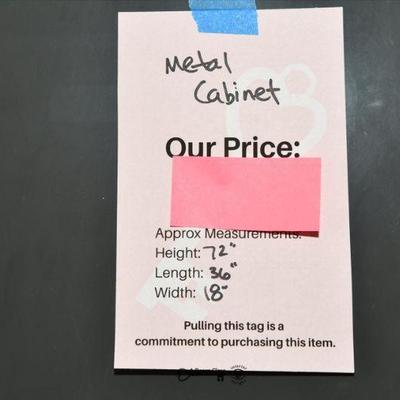 Metal
Cabinet
Our Price:
Approx Measurements:
Height: 72"
Length: 36"
Width: 18"
Pulling this tag is a
commitment to purchasing this item.